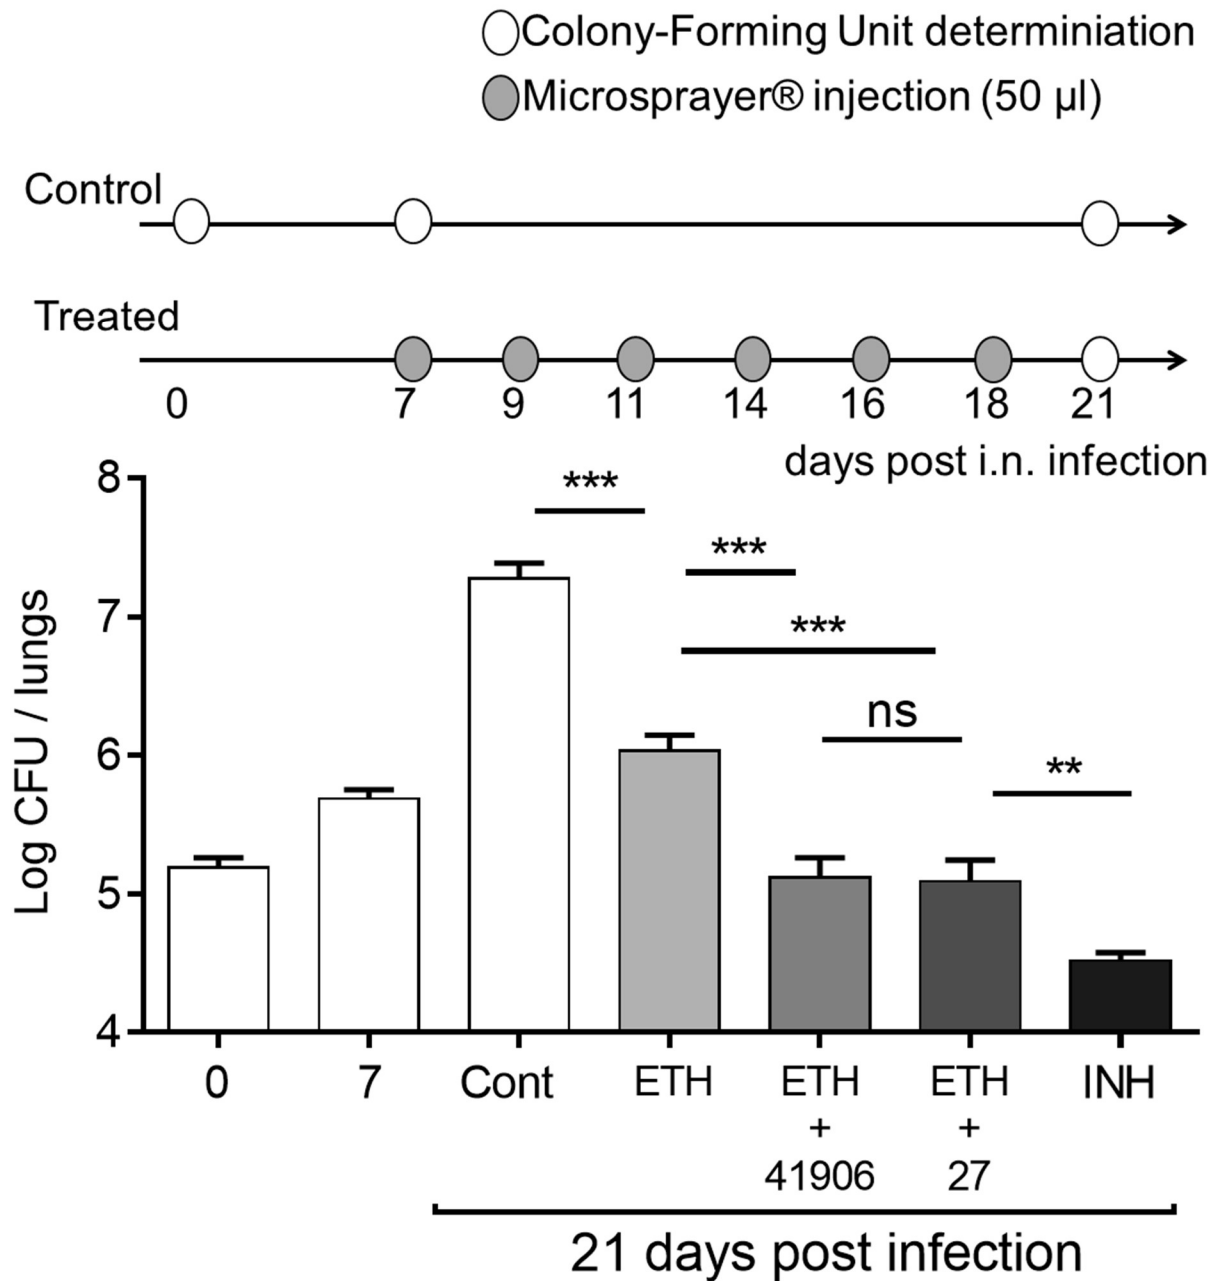 Colony-Forming Unit determiniation
Microsprayer® injection (50 µl)
Control
Treated
0 7 9 11 14 16 18 21
days post i.n. infection
Log CFU / lungs
8
7
6
5
4
***
***
***
ns
**
0 7 Cont ETH ETH + 41906 ETH + 27 INH
21 days post infection